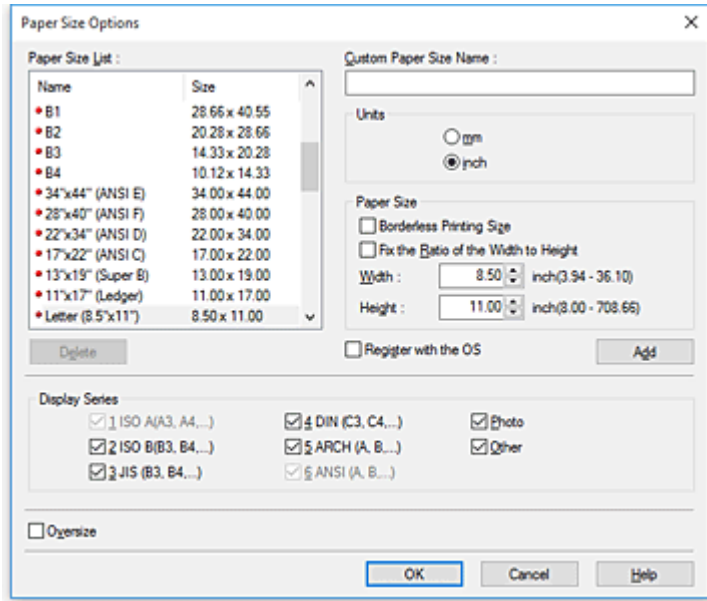 Paper Size Options
Paper Size List :
Name Size
B1 28.66 x 40.55
B2 20.28 x 28.66
B3 14.33 x 20.28
B4 10.12 x 14.33
34"x44" (ANSI E) 34.00 x 44.00
28"x40" (ANSI F) 28.00 x 40.00
22"x34" (ANSI D) 22.00 x 34.00
17"x22" (ANSI C) 17.00 x 22.00
13"x19" (Super B) 13.00 x 19.00
11"x17" (Ledger) 11.00 x 17.00
Letter (8.5"x11") 8.50 x 11.00
Delete
Custom Paper Size Name :
Units
mm
inch
Paper Size
Borderless Printing Size
Fix the Ratio of the Width to Height
Width : 8.50 inch(3.94 - 36.10)
Height : 11.00 inch(8.00 - 708.66)
Register with the OS Add
Display Series
1 ISO A(A3, A4,...) 4 DIN (C3, C4,...) Photo
2 ISO B(B3, B4,...) 5 ARCH (A, B,...) Other
3 JIS (B3, B4,...) 6 ANSI (A, B,...)
Oversize
OK Cancel Help